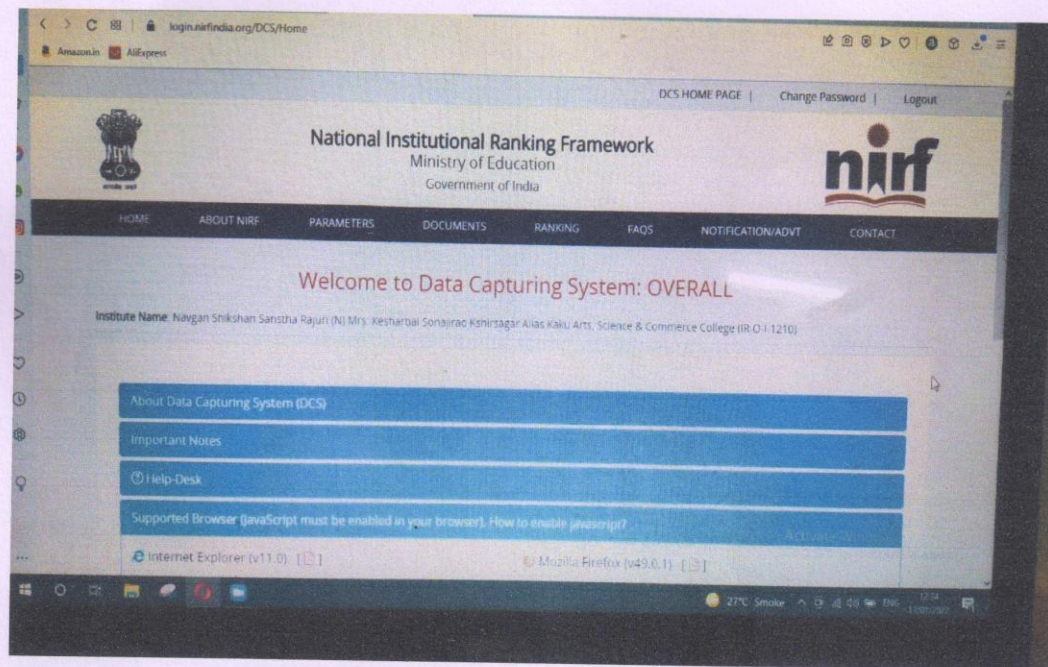 login.nirfindia.org/DCS/Home
Amazon.in AliExpress
DCS HOME PAGE | Change Password | Logout
National Institutional Ranking Framework
Ministry of Education
Government of India
nirf
HOME ABOUT NIRF PARAMETERS DOCUMENTS RANKING FAQS NOTIFICATION/ADVT CONTACT
Welcome to Data Capturing System: OVERALL
Institute Name: Navgan Shikshan Sanstha Rajuri (N) Mrs. Kesharbai Sonajirao Kshirsagar Alias Kaku Arts, Science & Commerce College (IR-O-I-1210)
About Data Capturing System (DCS)
Important Notes
Help-Desk
Supported Browser (JavaScript must be enabled in your browser). How to enable javascript?
Internet Explorer (v11.0) [ ] Mozilla Firefox (v49.0.1) [ ]
27°C Smoke ENG 12:34